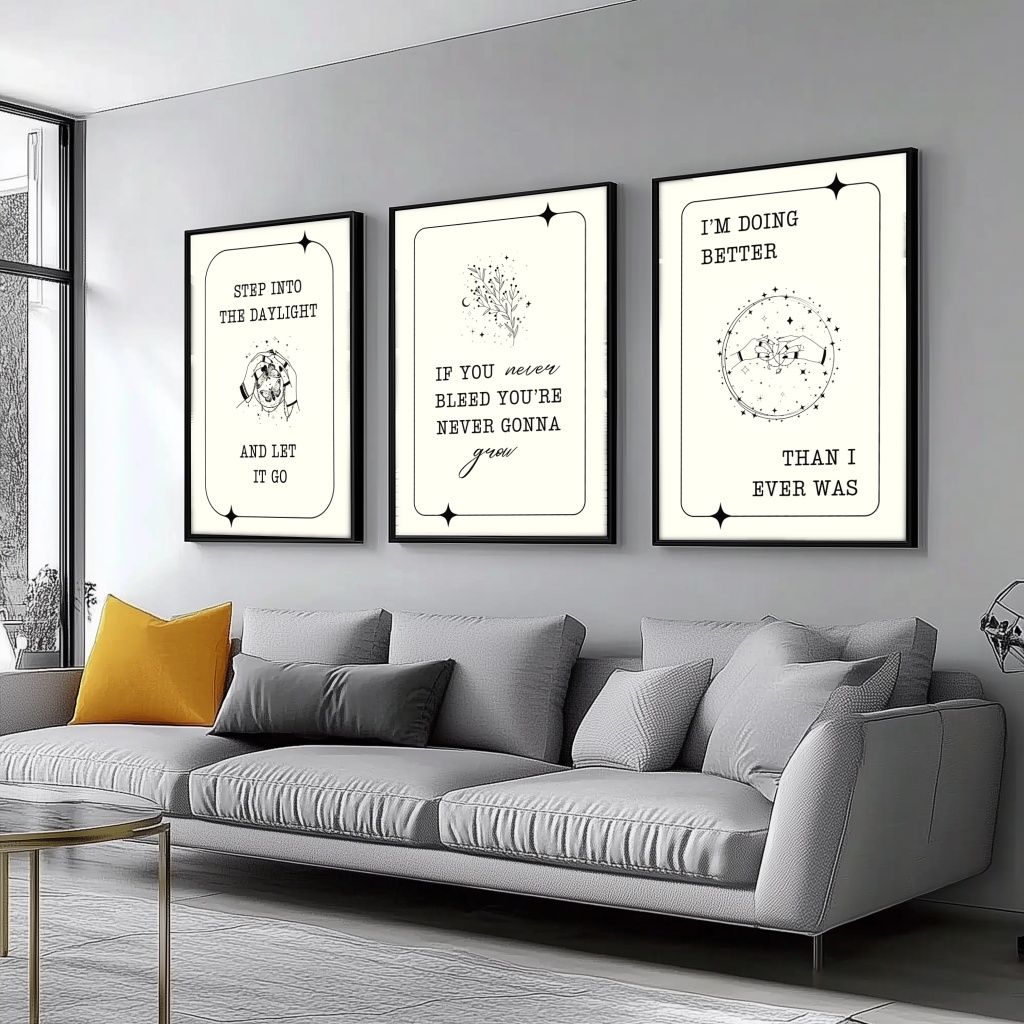 STEP INTO
THE DAYLIGHT
AND LET
IT GO
IF YOU never
BLEED YOU’RE
NEVER GONNA
grow
I’M DOING
BETTER
THAN I
EVER WAS